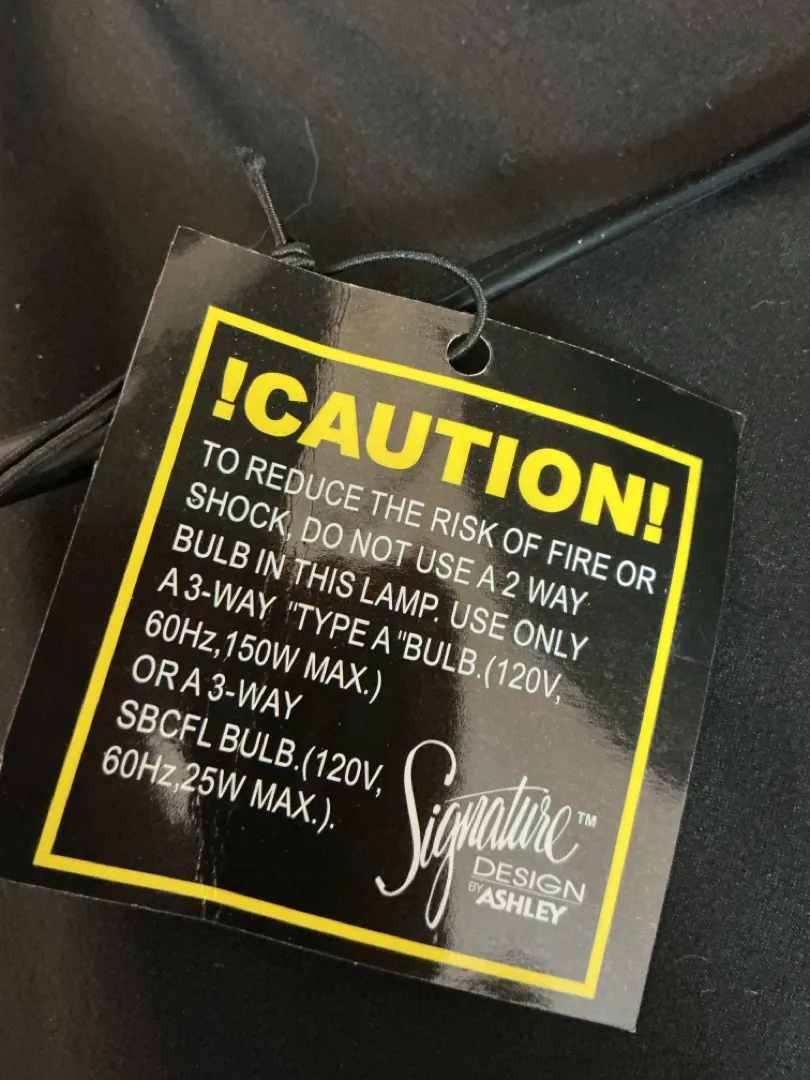 !CAUTION!
TO REDUCE THE RISK OF FIRE OR
SHOCK, DO NOT USE A 2 WAY
BULB IN THIS LAMP. USE ONLY
A 3-WAY "TYPE A "BULB.(120V,
60Hz,150W MAX.)
OR A 3-WAY
SBCFL BULB.(120V,
60Hz,25W MAX.).
Signature™
DESIGN
BY ASHLEY